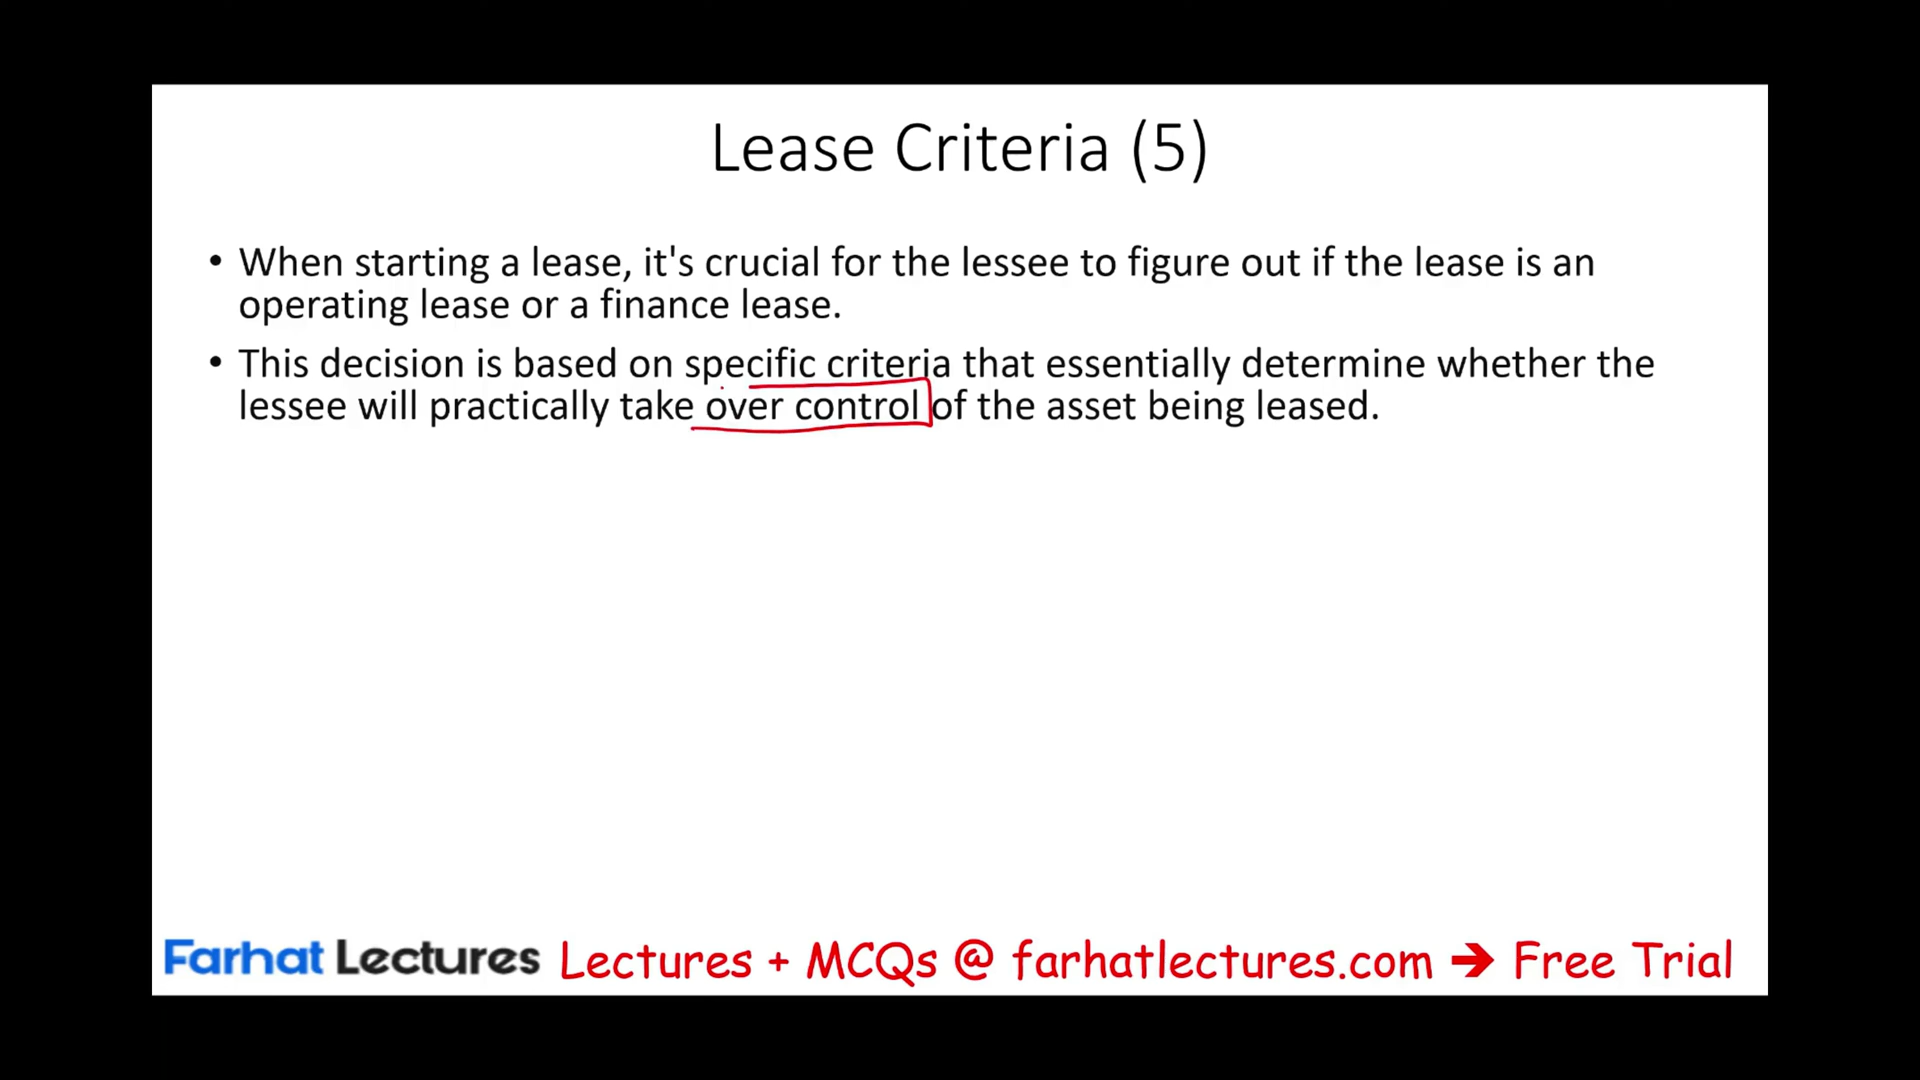 Lease Criteria (5)
• When starting a lease, it's crucial for the lessee to figure out if the lease is an
operating lease or a finance lease.
• This decision is based on specific criteria that essentially determine whether the
lessee will practically take over control of the asset being leased.
Farhat Lectures Lectures + MCQs @ farhatlectures.com → Free Trial